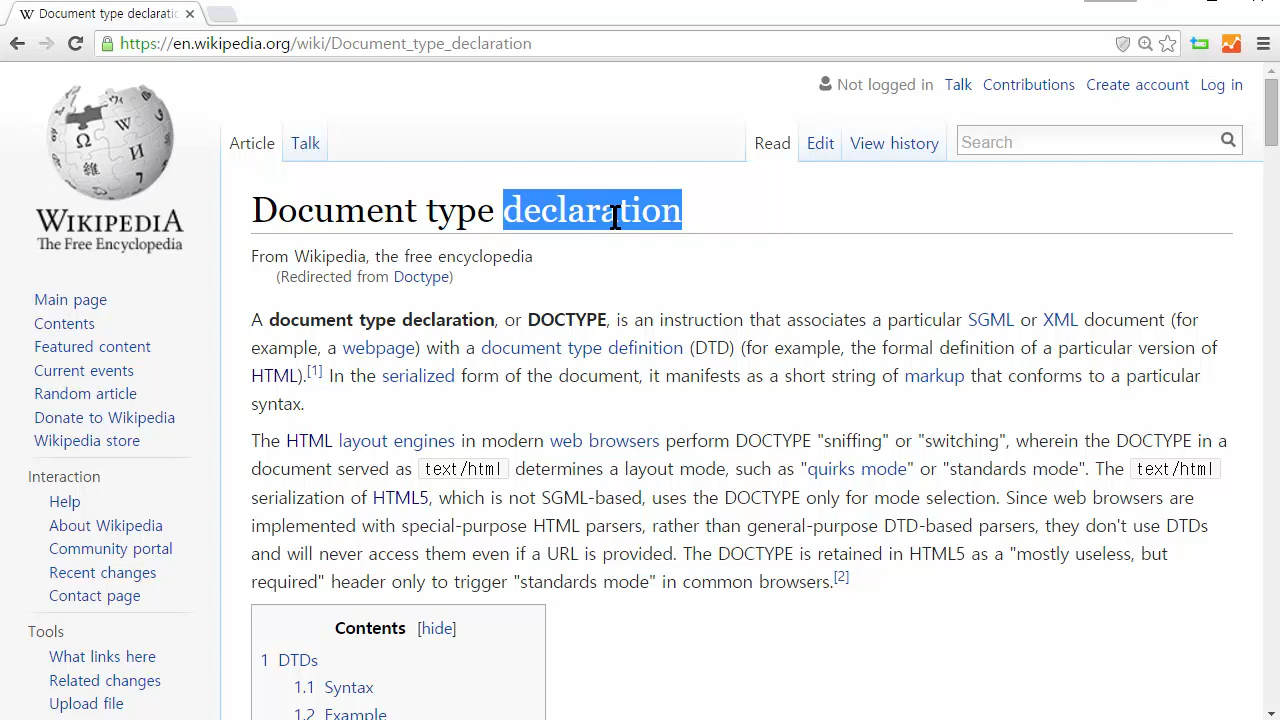 Document type declaratic
https://en.wikipedia.org/wiki/Document_type_declaration
Not logged in Talk Contributions Create account Log in
Article Talk Read Edit View history Search
WIKIPEDIA
The Free Encyclopedia
Main page
Contents
Featured content
Current events
Random article
Donate to Wikipedia
Wikipedia store
Interaction
Help
About Wikipedia
Community portal
Recent changes
Contact page
Tools
What links here
Related changes
Upload file
Document type declaration
From Wikipedia, the free encyclopedia
(Redirected from Doctype)
A document type declaration, or DOCTYPE, is an instruction that associates a particular SGML or XML document (for
example, a webpage) with a document type definition (DTD) (for example, the formal definition of a particular version of
HTML).[1] In the serialized form of the document, it manifests as a short string of markup that conforms to a particular
syntax.
The HTML layout engines in modern web browsers perform DOCTYPE "sniffing" or "switching", wherein the DOCTYPE in a
document served as text/html determines a layout mode, such as "quirks mode" or "standards mode". The text/html
serialization of HTML5, which is not SGML-based, uses the DOCTYPE only for mode selection. Since web browsers are
implemented with special-purpose HTML parsers, rather than general-purpose DTD-based parsers, they don't use DTDs
and will never access them even if a URL is provided. The DOCTYPE is retained in HTML5 as a "mostly useless, but
required" header only to trigger "standards mode" in common browsers.[2]
Contents [hide]
1 DTDs
1.1 Syntax
1.2 Example